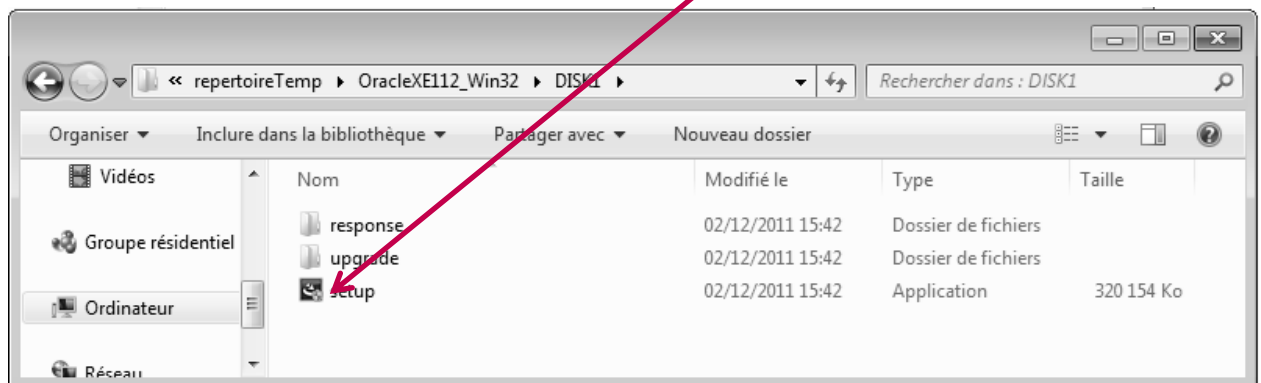 « repertoireTemp ▸ OracleXE112_Win32 ▸ DISK1 ▸ Rechercher dans : DISK1
Organiser ▾ Inclure dans la bibliothèque ▾ Partager avec ▾ Nouveau dossier
Vidéos Nom Modifié le Type Taille
response 02/12/2011 15:42 Dossier de fichiers
Groupe résidentiel
upgrade 02/12/2011 15:42 Dossier de fichiers
setup 02/12/2011 15:42 Application 320 154 Ko
Ordinateur
Réseau